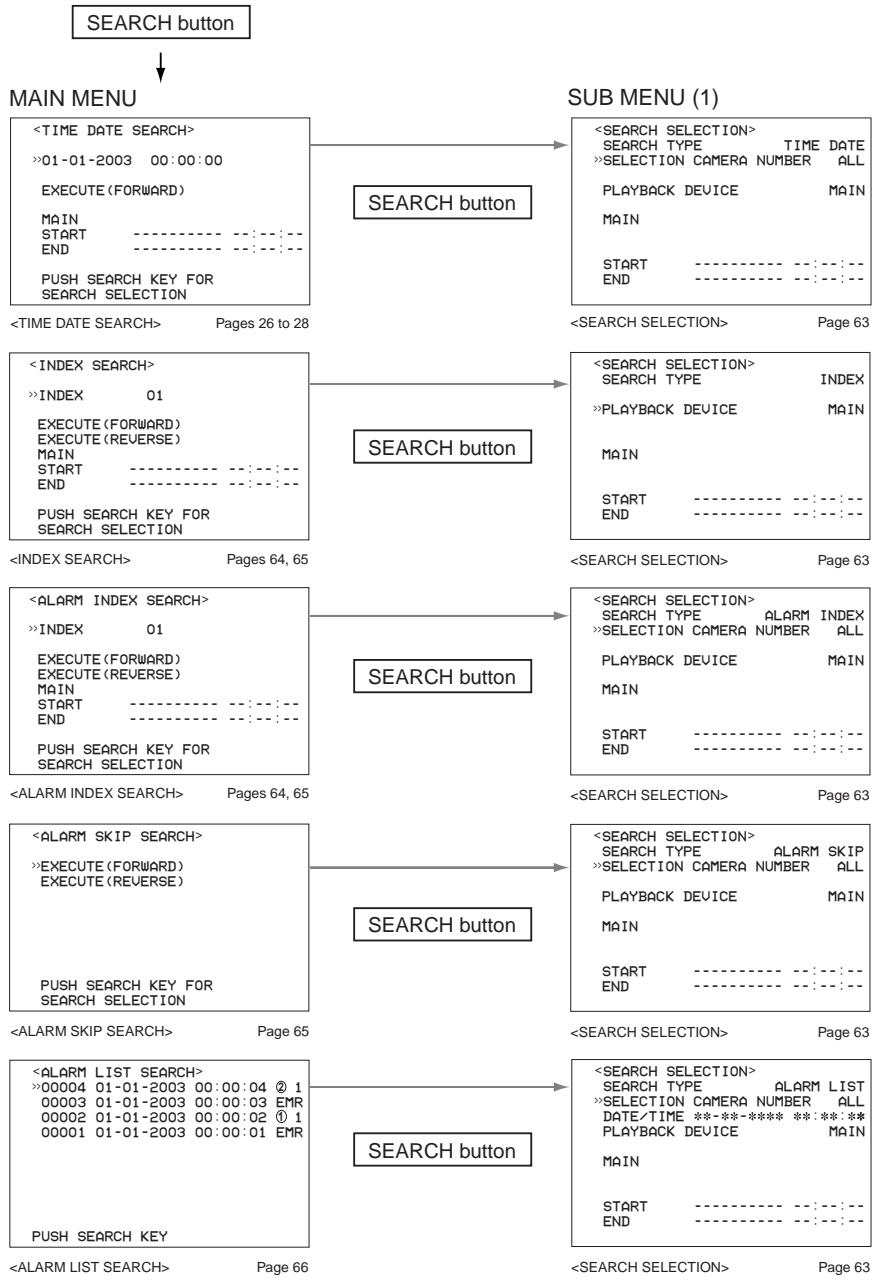 SEARCH button
MAIN MENU
SUB MENU (1)
<TIME DATE SEARCH>
»01-01-2003 00:00:00
EXECUTE(FORWARD)
MAIN
START ---------- --:--:--
END ---------- --:--:--
PUSH SEARCH KEY FOR
SEARCH SELECTION
<TIME DATE SEARCH> Pages 26 to 28
SEARCH button
<SEARCH SELECTION>
SEARCH TYPE TIME DATE
»SELECTION CAMERA NUMBER ALL
PLAYBACK DEVICE MAIN
MAIN
START ---------- --:--:--
END ---------- --:--:--
<SEARCH SELECTION> Page 63
<INDEX SEARCH>
»INDEX 01
EXECUTE(FORWARD)
EXECUTE(REVERSE)
MAIN
START ---------- --:--:--
END ---------- --:--:--
PUSH SEARCH KEY FOR
SEARCH SELECTION
<INDEX SEARCH> Pages 64, 65
SEARCH button
<SEARCH SELECTION>
SEARCH TYPE INDEX
»PLAYBACK DEVICE MAIN
MAIN
START ---------- --:--:--
END ---------- --:--:--
<SEARCH SELECTION> Page 63
<ALARM INDEX SEARCH>
»INDEX 01
EXECUTE(FORWARD)
EXECUTE(REVERSE)
MAIN
START ---------- --:--:--
END ---------- --:--:--
PUSH SEARCH KEY FOR
SEARCH SELECTION
<ALARM INDEX SEARCH> Pages 64, 65
SEARCH button
<SEARCH SELECTION>
SEARCH TYPE ALARM INDEX
»SELECTION CAMERA NUMBER ALL
PLAYBACK DEVICE MAIN
MAIN
START ---------- --:--:--
END ---------- --:--:--
<SEARCH SELECTION> Page 63
<ALARM SKIP SEARCH>
»EXECUTE(FORWARD)
EXECUTE(REVERSE)
PUSH SEARCH KEY FOR
SEARCH SELECTION
<ALARM SKIP SEARCH> Page 65
SEARCH button
<SEARCH SELECTION>
SEARCH TYPE ALARM SKIP
»SELECTION CAMERA NUMBER ALL
PLAYBACK DEVICE MAIN
MAIN
START ---------- --:--:--
END ---------- --:--:--
<SEARCH SELECTION> Page 63
<ALARM LIST SEARCH>
»00004 01-01-2003 00:00:04 ② 1
00003 01-01-2003 00:00:03 EMR
00002 01-01-2003 00:00:02 ① 1
00001 01-01-2003 00:00:01 EMR
PUSH SEARCH KEY
<ALARM LIST SEARCH> Page 66
SEARCH button
<SEARCH SELECTION>
SEARCH TYPE ALARM LIST
»SELECTION CAMERA NUMBER ALL
DATE/TIME **-**-**** **:**:**
PLAYBACK DEVICE MAIN
MAIN
START ---------- --:--:--
END ---------- --:--:--
<SEARCH SELECTION> Page 63